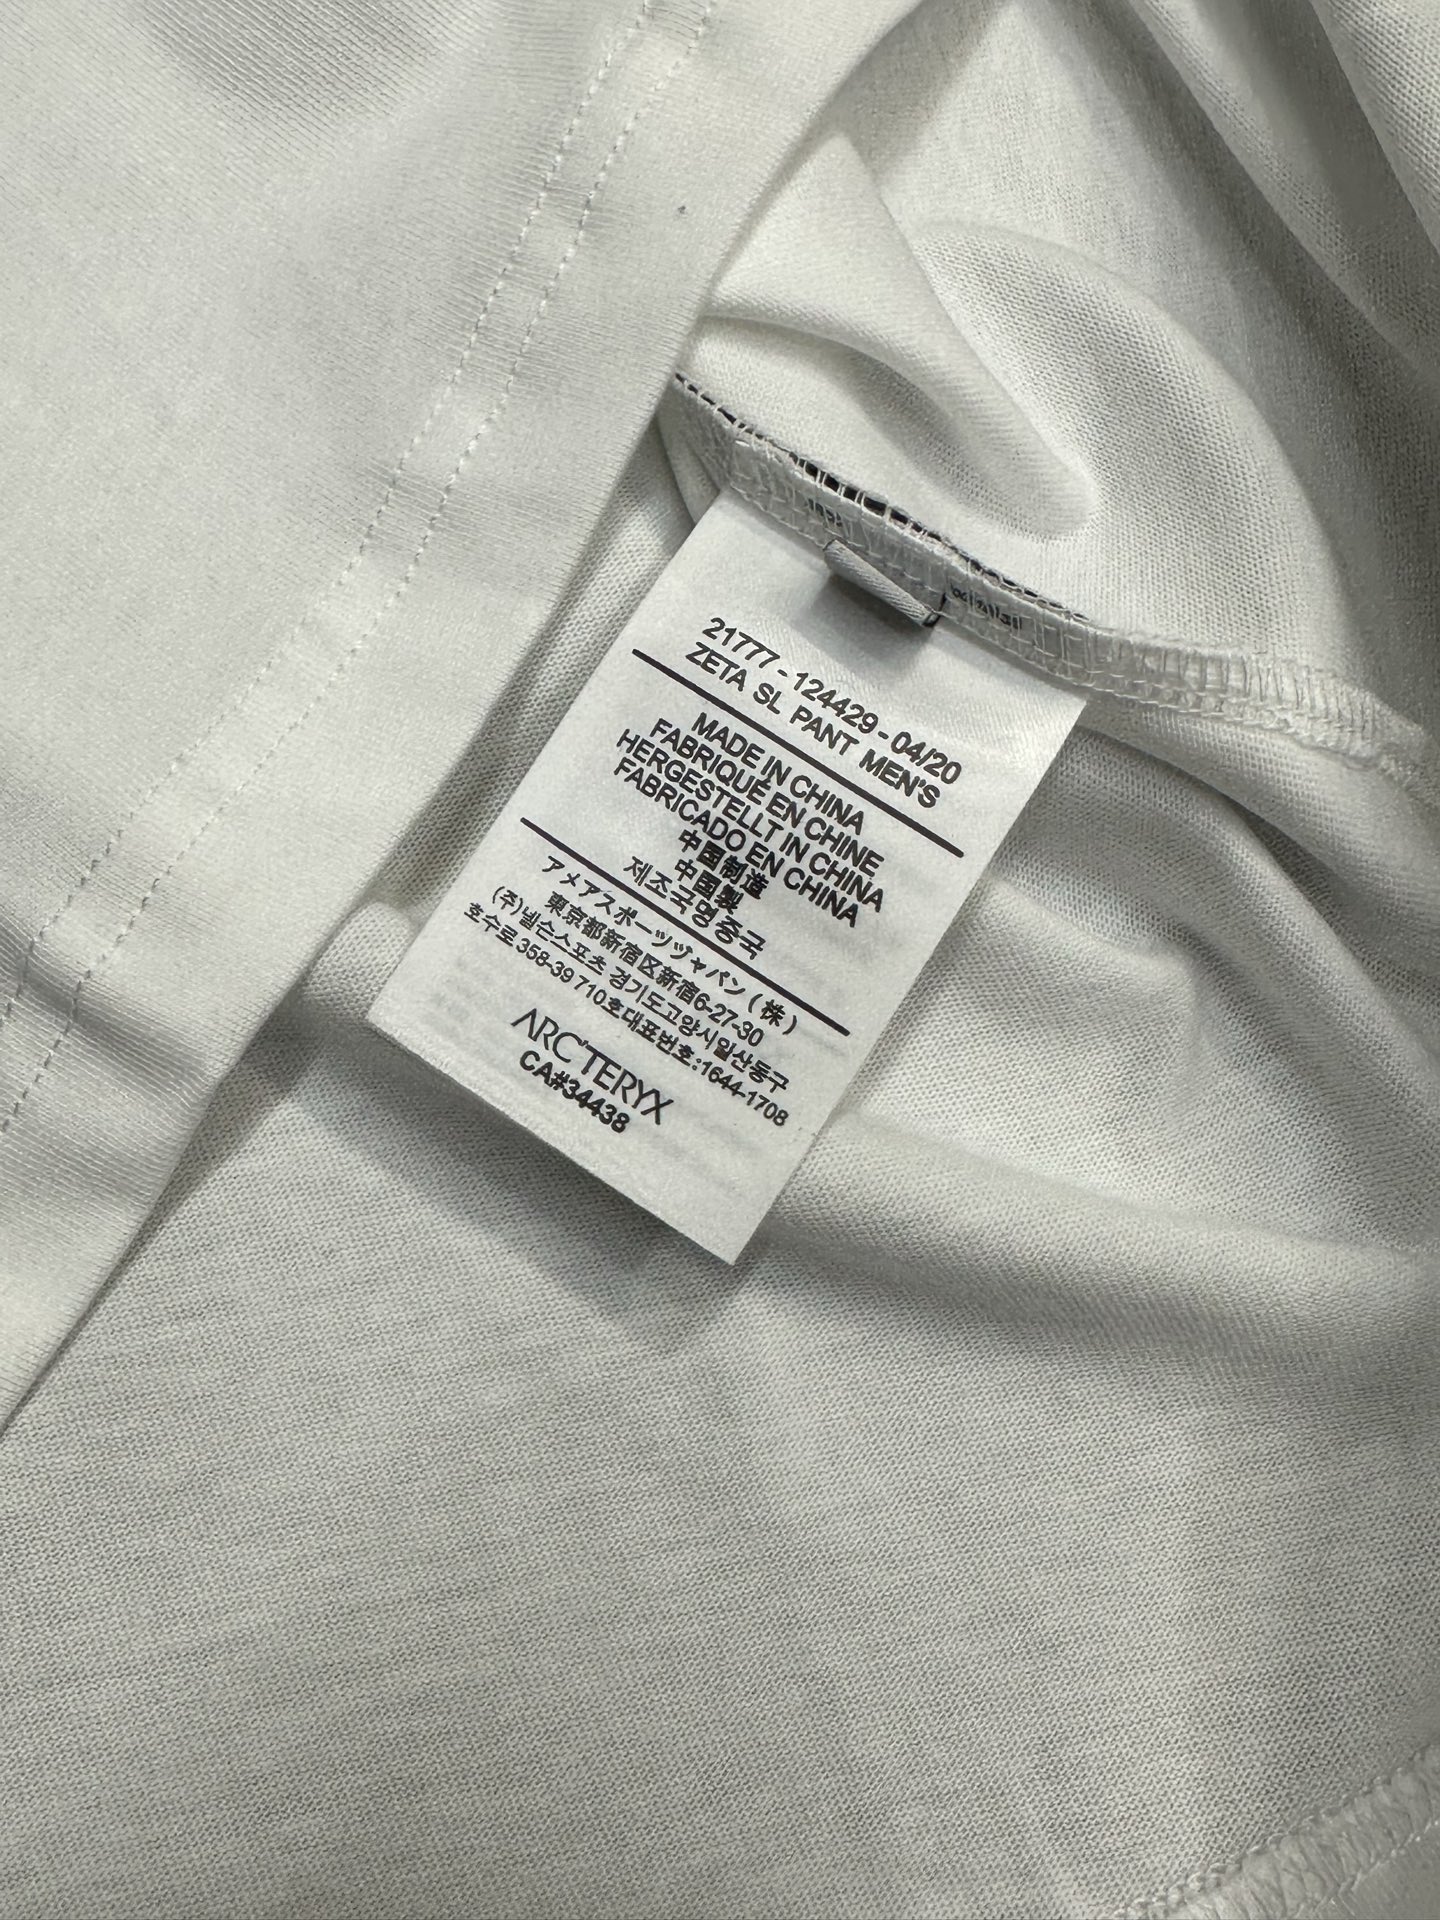 21777 - 124429 - 04/20
ZETA SL PANT MEN'S
MADE IN CHINA
FABRIQUÉ EN CHINE
HERGESTELLT IN CHINA
FABRICADO EN CHINA
中国制造
中国製
제조국명중국
アメアスポーツジャパン(株)
東京都新宿区新宿6-27-30
(주)넬슨스포츠 경기도고양시일산동구
호수로358-39 710호대표번호:1644-1708
ARC'TERYX
CA#34438